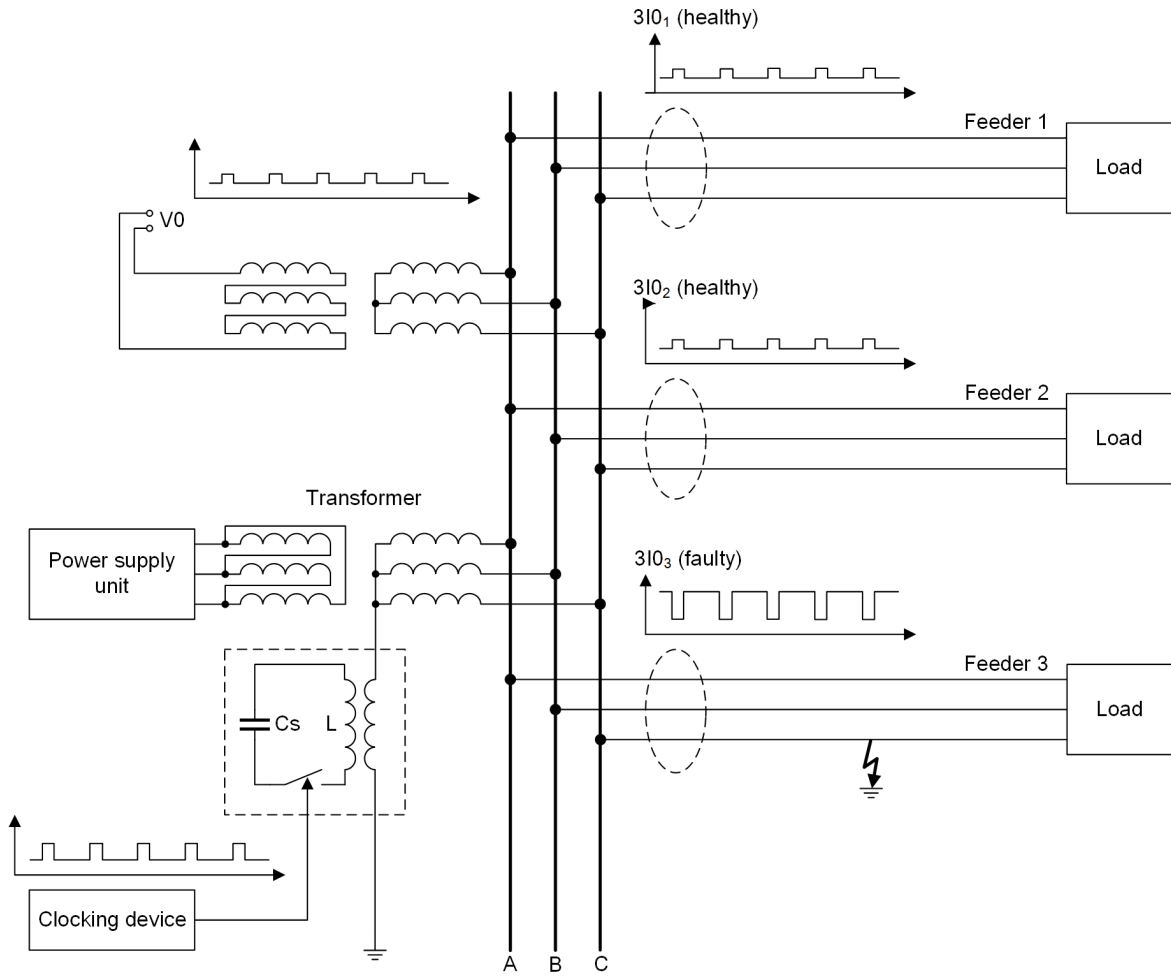 3I0₁ (healthy)
Feeder 1
Load
V0
3I0₂ (healthy)
Feeder 2
Load
Transformer
Power supply
unit
3I0₃ (faulty)
Feeder 3
Load
Cs
L
Clocking device
A
B
C